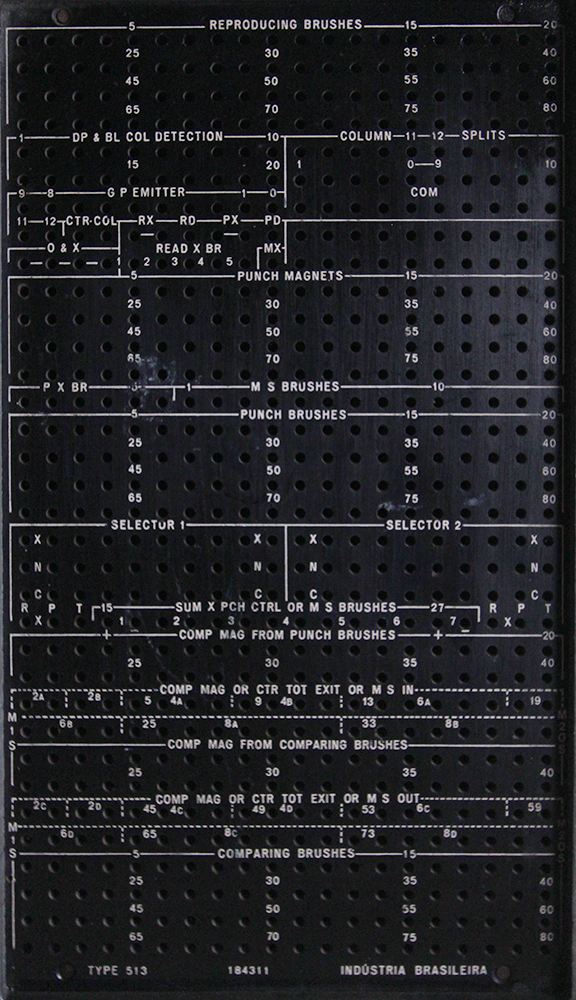 5 REPRODUCING BRUSHES 15 20
25 30 35 40
45 50 55 60
65 70 75 80
1 DP & BL COL DETECTION 10 COLUMN 11 12 SPLITS
15 20 1 0 9 10
9 8 G P EMITTER 1 0 COM
11 12 CTR COL RX RD PX PD
O & X READ X BR MX
1 2 3 4 5
5 PUNCH MAGNETS 15 20
25 30 35 40
45 50 55 60
65 70 75 80
P X BR 1 M S BRUSHES 10
5 PUNCH BRUSHES 15 20
25 30 35 40
45 50 55 60
65 70 75 80
SELECTOR 1 SELECTOR 2
X X X X
N N N N
C C C C
R P T 15 SUM X PCH CTRL OR M S BRUSHES 27 R P T
X 1 2 3 4 5 6 7 X
+ COMP MAG FROM PUNCH BRUSHES + - 20
25 30 35 40
COMP MAG OR CTR TOT EXIT OR M S IN
2A 2B 5 4A 9 4B 13 6A 19
M
6B 25 8A 33 8B
S COMP MAG FROM COMPARING BRUSHES
25 30 35 40
COMP MAG OR CTR TOT EXIT OR M S OUT
2C 2D 45 4C 49 4D 53 6C 59
M
6D 65 8C 73 8D
S 5 COMPARING BRUSHES 15
25 30 35 40
45 50 55 60
65 70 75 80
TYPE 513 184311 INDÚSTRIA BRASILEIRA